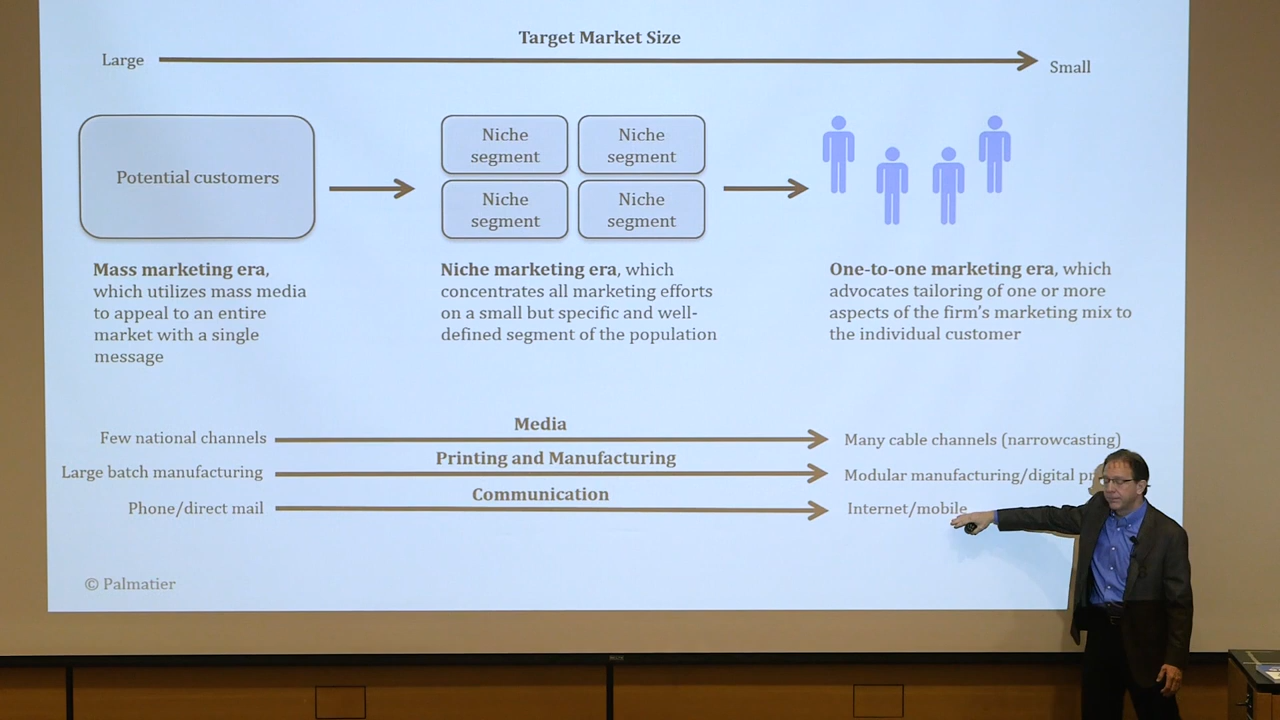 Target Market Size
Large
Small
Potential customers
Niche
segment
Niche
segment
Niche
segment
Niche
segment
Mass marketing era,
which utilizes mass media
to appeal to an entire
market with a single
message
Niche marketing era, which
concentrates all marketing efforts
on a small but specific and well-
defined segment of the population
One-to-one marketing era, which
advocates tailoring of one or more
aspects of the firm's marketing mix to
the individual customer
Media
Few national channels
Many cable channels (narrowcasting)
Printing and Manufacturing
Large batch manufacturing
Modular manufacturing/digital
Communication
Phone/direct mail
Internet/mobile
© Palmatier